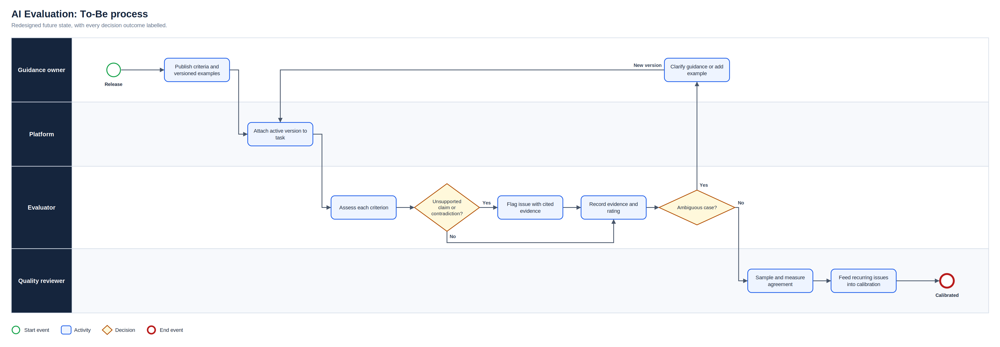 AI Evaluation: To-Be process
Redesigned future state, with every decision outcome labelled.
Guidance owner
Release
Publish criteria and
versioned examples
New version
Clarify guidance or add
example
Platform
Attach active version to
task
Evaluator
Assess each criterion
Unsupported
claim or
contradiction?
Yes
No
Flag issue with cited
evidence
Record evidence and
rating
Ambiguous case?
Yes
No
Quality reviewer
Sample and measure
agreement
Feed recurring issues
into calibration
Calibrated
Start event
Activity
Decision
End event